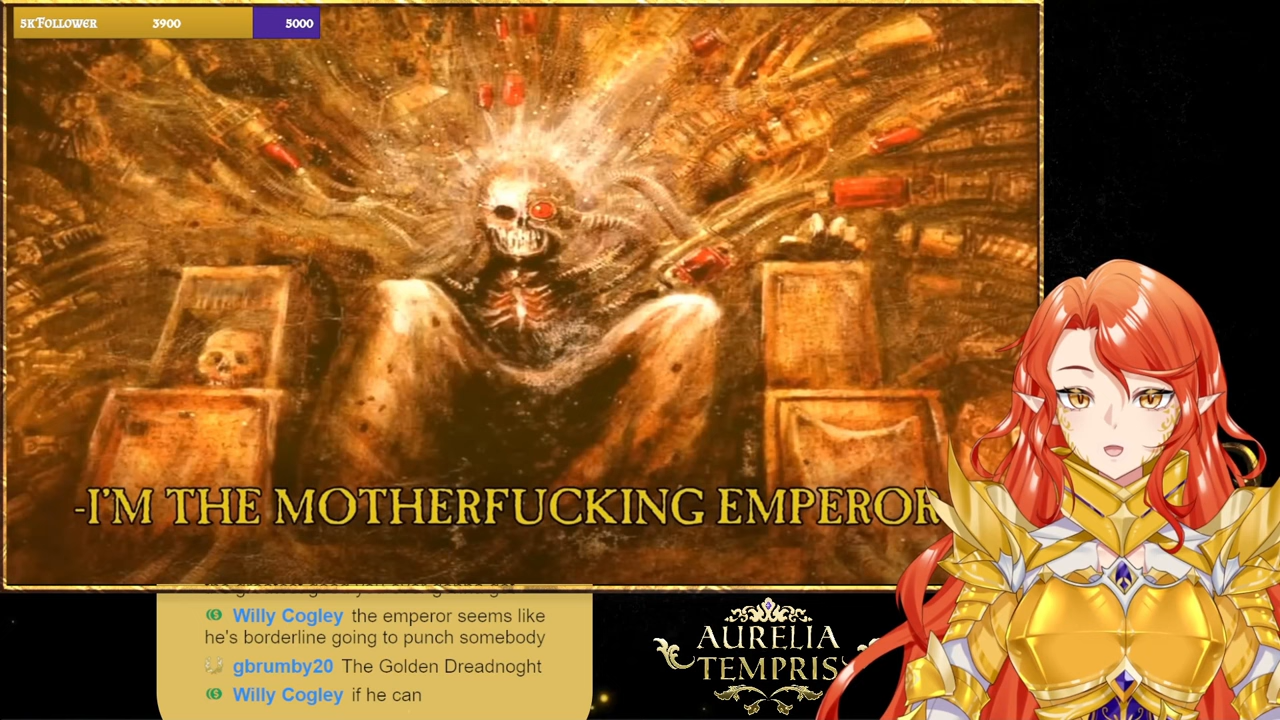 5K Follower 3900 5000
-I'M THE MOTHERFUCKING EMPEROR
Willy Cogley the emperor seems like
he's borderline going to punch somebody
gbrumby20 The Golden Dreadnoght
Willy Cogley if he can
AURELIA
TEMPRIS